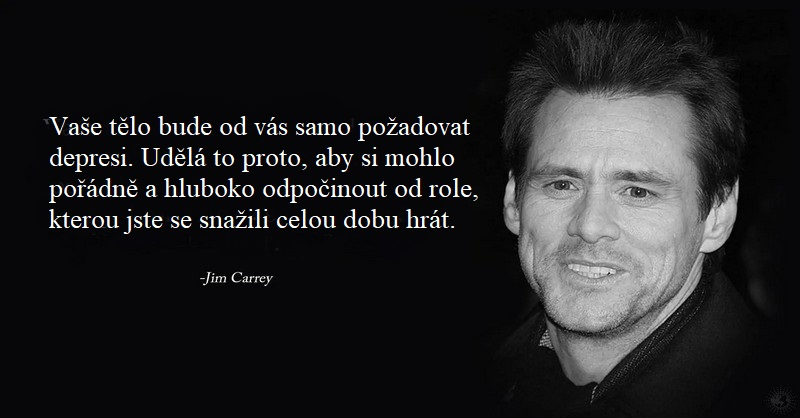 Vaše tělo bude od vás samo požadovat
depresi. Udělá to proto, aby si mohlo
pořádně a hluboko odpočinout od role,
kterou jste se snažili celou dobu hrát.
-Jim Carrey